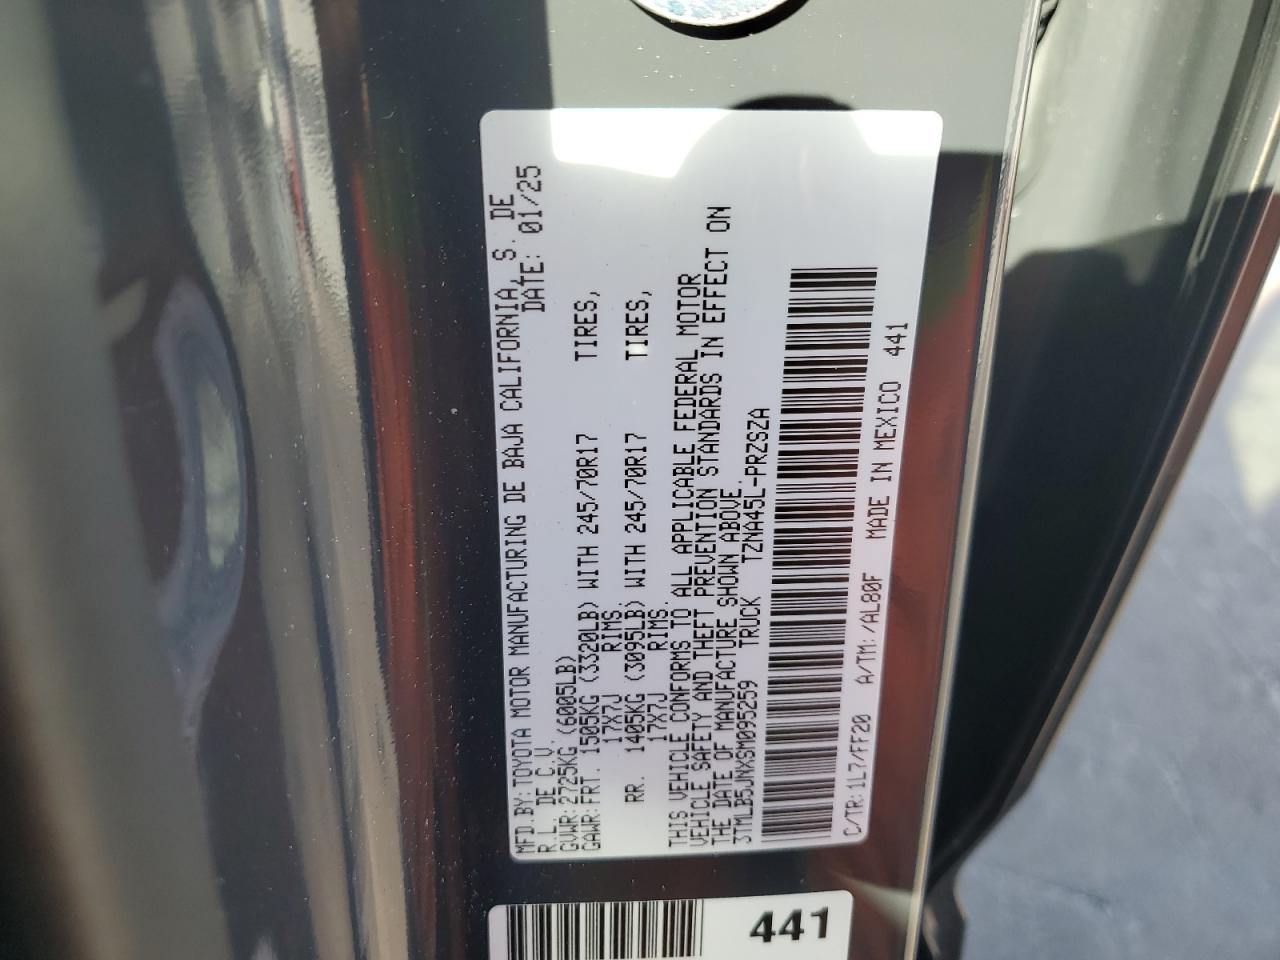 MFD.BY:TOYOTA MOTOR MANUFACTURING DE BAJA CALIFORNIA, S. DE
R.L. DE C.V. DATE: 01/25
GVWR:2725KG (6005LB)
GAWR:FRT. 1505KG (3320LB) WITH 245/70R17 TIRES,
17X7J RIMS.
RR. 1405KG (3095LB) WITH 245/70R17 TIRES,
17X7J RIMS.
THIS VEHICLE CONFORMS TO ALL APPLICABLE FEDERAL MOTOR
VEHICLE SAFETY AND THEFT PREVENTION STANDARDS IN EFFECT ON
THE DATE OF MANUFACTURE SHOWN ABOVE.
3TMLB5JNXSM095259 TRUCK TZNA45L-PRZSZA
C/TR:1L7/FF20 A/TM:/AL80F MADE IN MEXICO 441
441